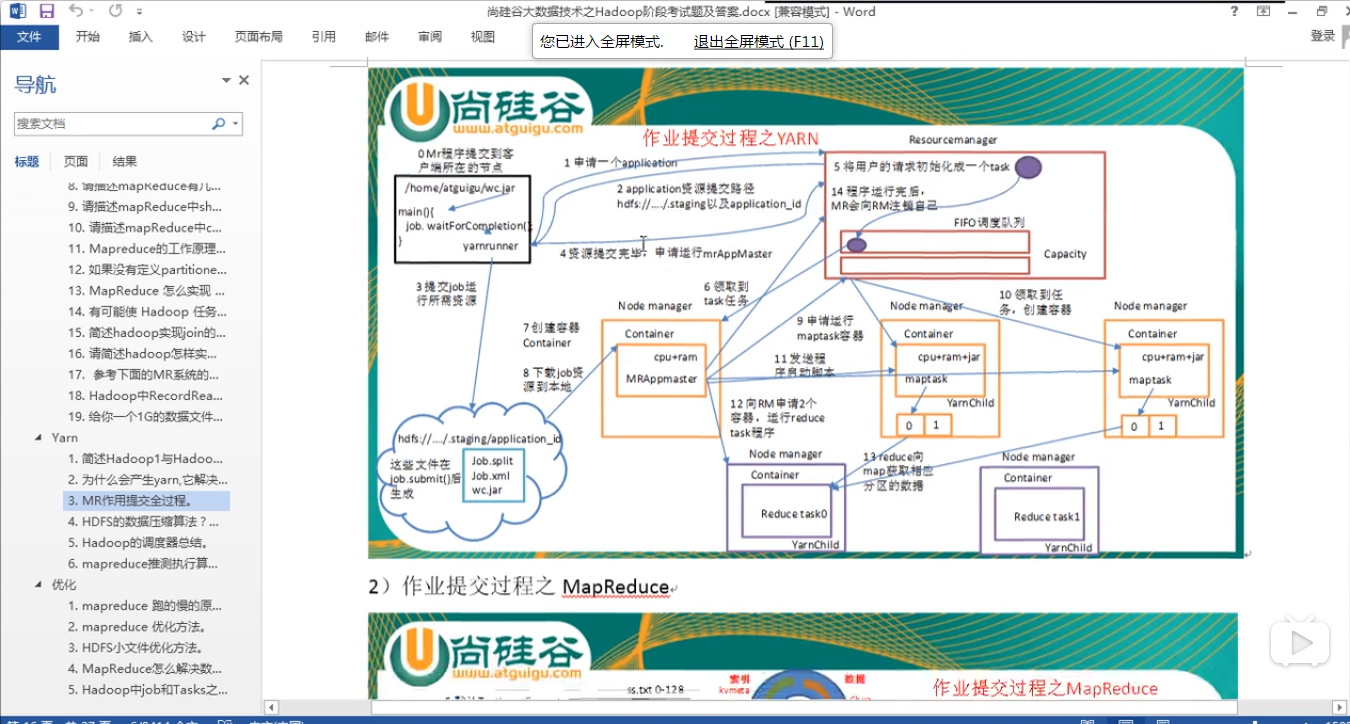 尚硅谷大数据技术之Hadoop阶段考试题及答案.docx [兼容模式] - Word
文件 开始 插入 设计 页面布局 引用 邮件 审阅 视图 登录
您已进入全屏模式. 退出全屏模式 (F11)
导航
搜索文档
标题 页面 结果
8. 请描述mapReduce有几...
9. 请描述mapReduce中sh...
10. 请描述mapReduce中c...
11. Mapreduce的工作原理...
12. 如果没有定义partitione...
13. MapReduce 怎么实现 ...
14. 有可能使 Hadoop 任务...
15. 简述hadoop实现join的...
16. 请简述hadoop怎样实...
17. 参考下面的MR系统的...
18. Hadoop中RecordRea...
19. 给你一个1G的数据文件...
Yarn
1. 简述Hadoop1与Hadoo...
2. 为什么会产生yarn,它解决...
3. MR作用提交全过程。
4. HDFS的数据压缩算法?...
5. Hadoop的调度器总结。
6. mapreduce推测执行算...
优化
1. mapreduce 跑的慢的原...
2. mapreduce 优化方法。
3. HDFS小文件优化方法。
4. MapReduce怎么解决数...
5. Hadoop中job和Tasks之...
尚硅谷
www.atguigu.com
作业提交过程之YARN
0 Mr程序提交到客
户端所在的节点
/home/atguigu/wc.jar
main(){
job. waitForCompletion();
}
yarnrunner
1 申请一个application
2 application资源提交路径
hdfs://..../.staging以及application_id
3 提交job运
行所需资源
4 资源提交完毕，申请运行mrAppMaster
Resourcemanager
5 将用户的请求初始化成一个task
14 程序运行完后，
MR会向RM注销自己
FIFO调度队列
Capacity
6 领取到
task任务
Node manager
7 创建容器
Container
Container
cpu+ram
MRAppmaster
8 下载job资
源到本地
9 申请运行
maptask容器
10 领取到任
务，创建容器
11 发送程
序启动脚本
12 向RM申请2个
容器，运行reduce
task程序
Node manager
Container
cpu+ram+jar
maptask
YarnChild
0 1
Node manager
Container
cpu+ram+jar
maptask
YarnChild
0 1
13 reduce向
map获取相应
分区的数据
hdfs://..../.staging/application_id
这些文件在
job.submit()后
生成
Job.split
Job.xml
wc.jar
Node manager
Container
Reduce task0
YarnChild
Node manager
Container
Reduce task1
YarnChild
2）作业提交过程之 MapReduce
尚硅谷
www.atguigu.com
ss.txt 0-128
索引
kvmeta
数据
作业提交过程之MapReduce